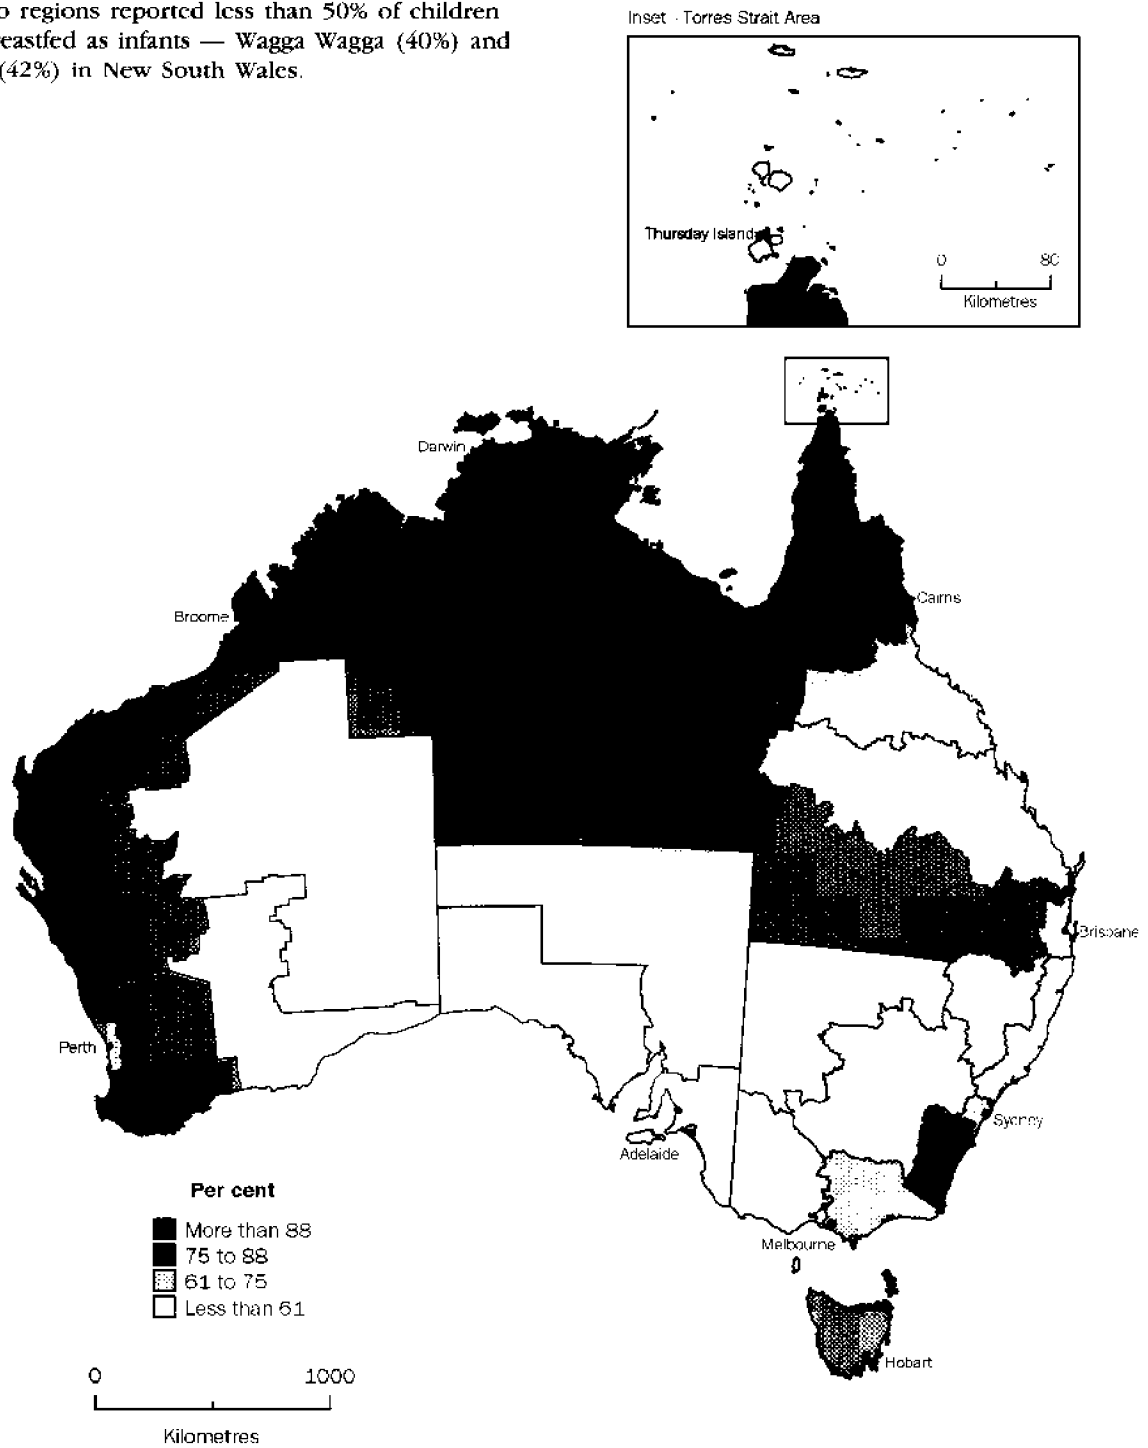 o regions reported less than 50% of children
eastfed as infants — Wagga Wagga (40%) and
(42%) in New South Wales.
Inset - Torres Strait Area
Thursday Island
0 80
Kilometres
Darwin
Cairns
Broome
Brisbane
Perth
Sydney
Adelaide
Melbourne
Hobart
Per cent
More than 88
75 to 88
61 to 75
Less than 61
0 1000
Kilometres